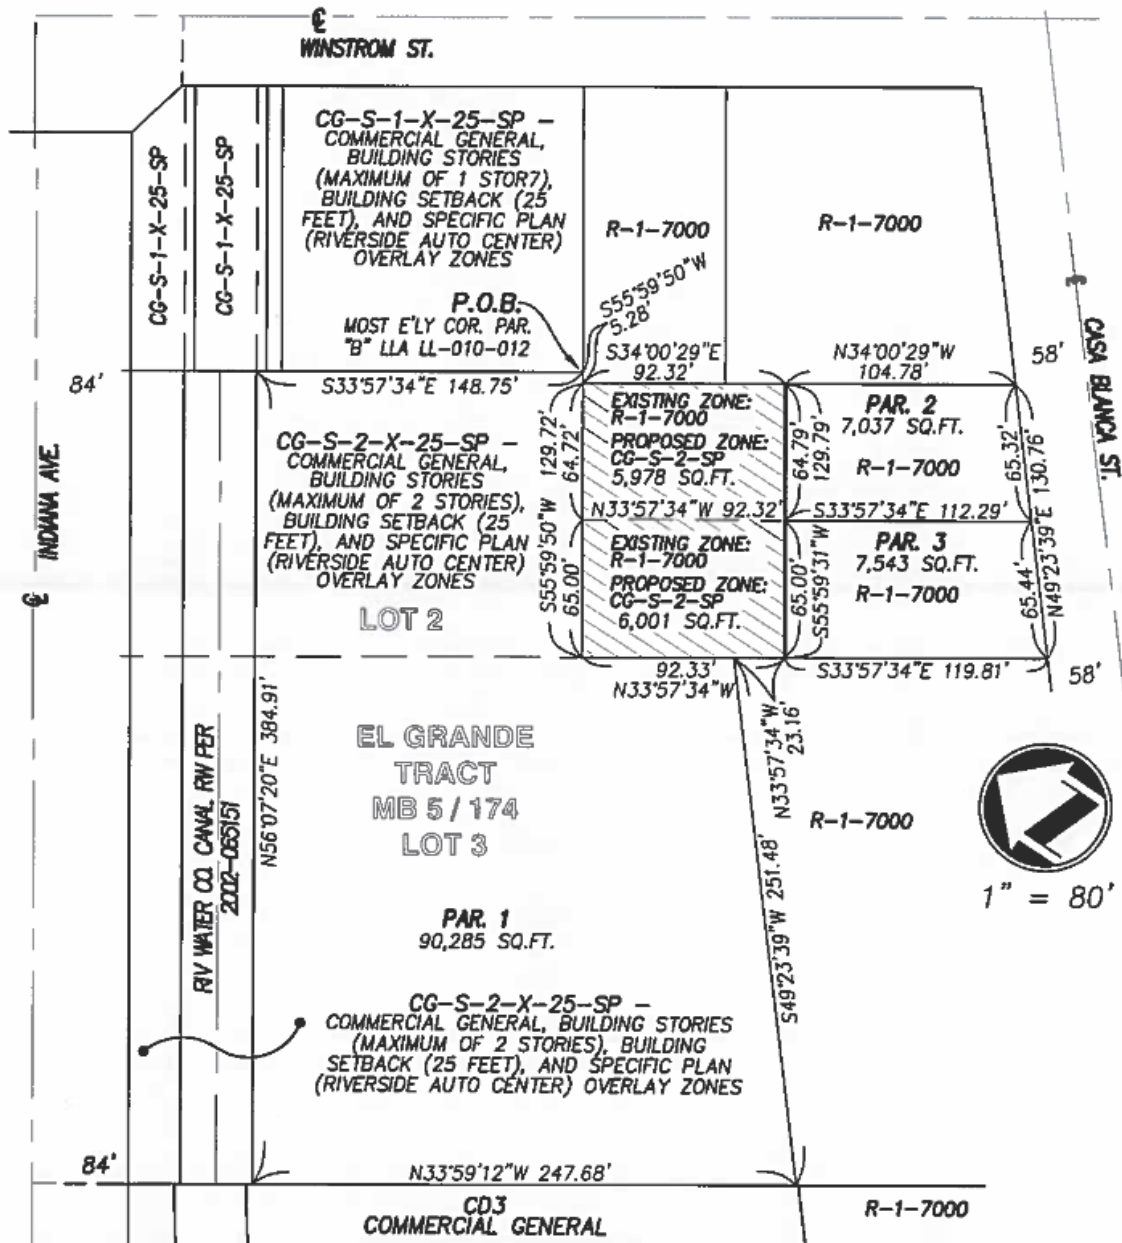 ℄
WINSTROM ST.
CG-S-1-X-25-SP
CG-S-1-X-25-SP
CG-S-1-X-25-SP -
COMMERCIAL GENERAL,
BUILDING STORIES
(MAXIMUM OF 1 STOR7),
BUILDING SETBACK (25
FEET), AND SPECIFIC PLAN
(RIVERSIDE AUTO CENTER)
OVERLAY ZONES
R-1-7000
R-1-7000
℄
CASA BLANCA ST.
P.O.B.
MOST E'LY COR. PAR.
"B" LLA LL-010-012
S55°59'50"W
5.28'
84'
S33°57'34"E 148.75'
S34°00'29"E
92.32'
N34°00'29"W
104.78'
58'
INDIANA AVE.
℄
CG-S-2-X-25-SP -
COMMERCIAL GENERAL,
BUILDING STORIES
(MAXIMUM OF 2 STORIES),
BUILDING SETBACK (25
FEET), AND SPECIFIC PLAN
(RIVERSIDE AUTO CENTER)
OVERLAY ZONES
LOT 2
S55°59'50"W 129.72'
64.72'
65.00'
EXISTING ZONE:
R-1-7000
PROPOSED ZONE:
CG-S-2-SP
5,978 SQ.FT.
N33°57'34"W 92.32'
EXISTING ZONE:
R-1-7000
PROPOSED ZONE:
CG-S-2-SP
6,001 SQ.FT.
64.79'
129.79'
65.00'
S55°59'31"W
PAR. 2
7,037 SQ.FT.
R-1-7000
S33°57'34"E 112.29'
PAR. 3
7,543 SQ.FT.
R-1-7000
65.32'
65.44'
N49°23'39"E 130.76'
92.33'
N33°57'34"W
S33°57'34"E 119.81'
58'
N33°57'34"W
23.16'
N56°07'20"E 384.91'
RIV WATER CO. CANAL RW PER
2002-065151
EL GRANDE
TRACT
MB 5 / 174
LOT 3
R-1-7000
S49°23'39"W 251.48'
1" = 80'
PAR. 1
90,285 SQ.FT.
CG-S-2-X-25-SP -
COMMERCIAL GENERAL, BUILDING STORIES
(MAXIMUM OF 2 STORIES), BUILDING
SETBACK (25 FEET), AND SPECIFIC PLAN
(RIVERSIDE AUTO CENTER) OVERLAY ZONES
84'
N33°59'12"W 247.68'
CD3
COMMERCIAL GENERAL
R-1-7000